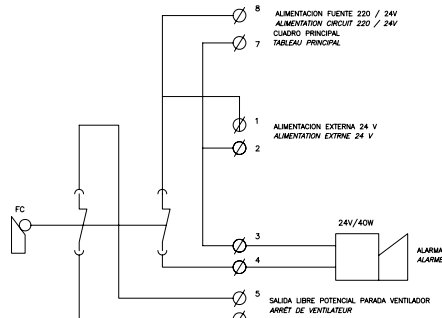 8
ALIMENTACION FUENTE 220 / 24V
ALIMENTATION CIRCUIT 220 / 24V
CUADRO PRINCIPAL
7
TABLEAU PRINCIPAL
1
ALIMENTACION EXTERNA 24 V
ALIMENTATION EXTRNE 24 V
2
FC
24V/40W
3
ALARMA
ALARME
4
5
SALIDA LIBRE POTENCIAL PARADA VENTILADOR
ARRÊT DE VENTILATEUR